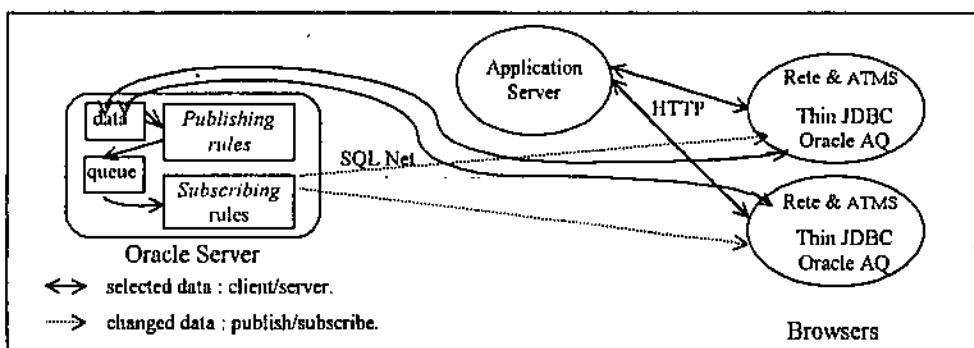 Application
Server
HTTP
Rete & ATMS
Thin JDBC
Oracle AQ
data
Publishing
rules
queue
Subscribing
rules
SQL Net
Rete & ATMS
Thin JDBC
Oracle AQ
Oracle Server
selected data : client/server.
changed data ; publish/subscribe.
Browsers